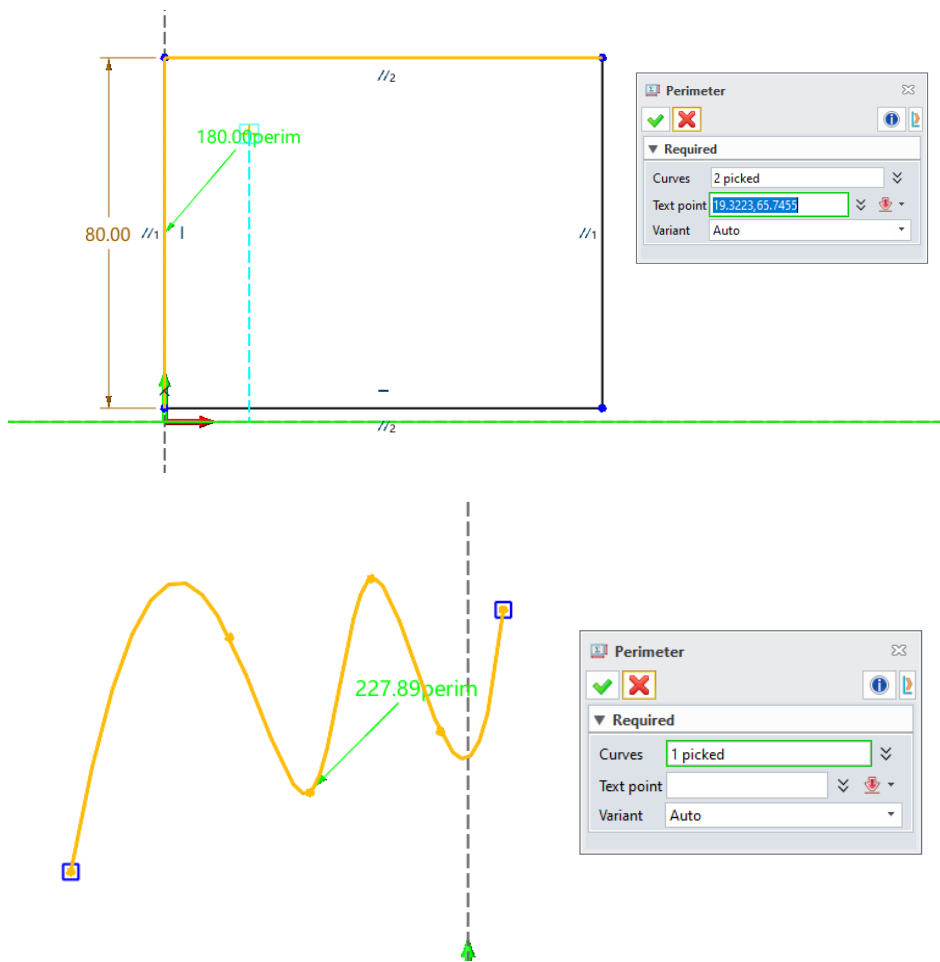 //₂
180.00perim
80.00
//₁
//₁
//₂
Perimeter
Required
Curves 2 picked
Text point 19.3223,65.7455
Variant Auto
227.89perim
Perimeter
Required
Curves 1 picked
Text point
Variant Auto